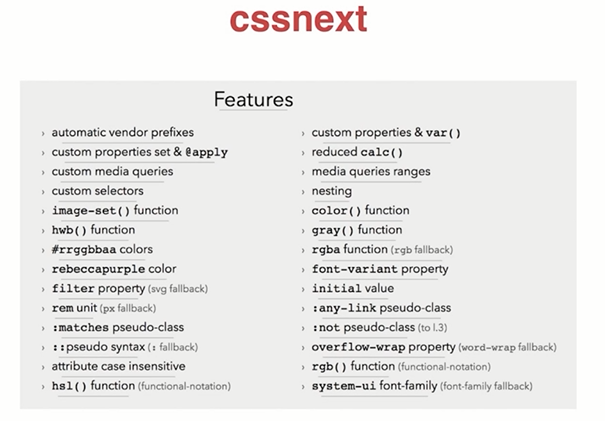 cssnext
Features
› automatic vendor prefixes
› custom properties set & @apply
› custom media queries
› custom selectors
› image-set() function
› hwb() function
› #rrggbbaa colors
› rebeccapurple color
› filter property (svg fallback)
› rem unit (px fallback)
› :matches pseudo-class
› ::pseudo syntax (: fallback)
› attribute case insensitive
› hsl() function (functional-notation)
› custom properties & var()
› reduced calc()
› media queries ranges
› nesting
› color() function
› gray() function
› rgba function (rgb fallback)
› font-variant property
› initial value
› :any-link pseudo-class
› :not pseudo-class (to l.3)
› overflow-wrap property (word-wrap fallback)
› rgb() function (functional-notation)
› system-ui font-family (font-family fallback)